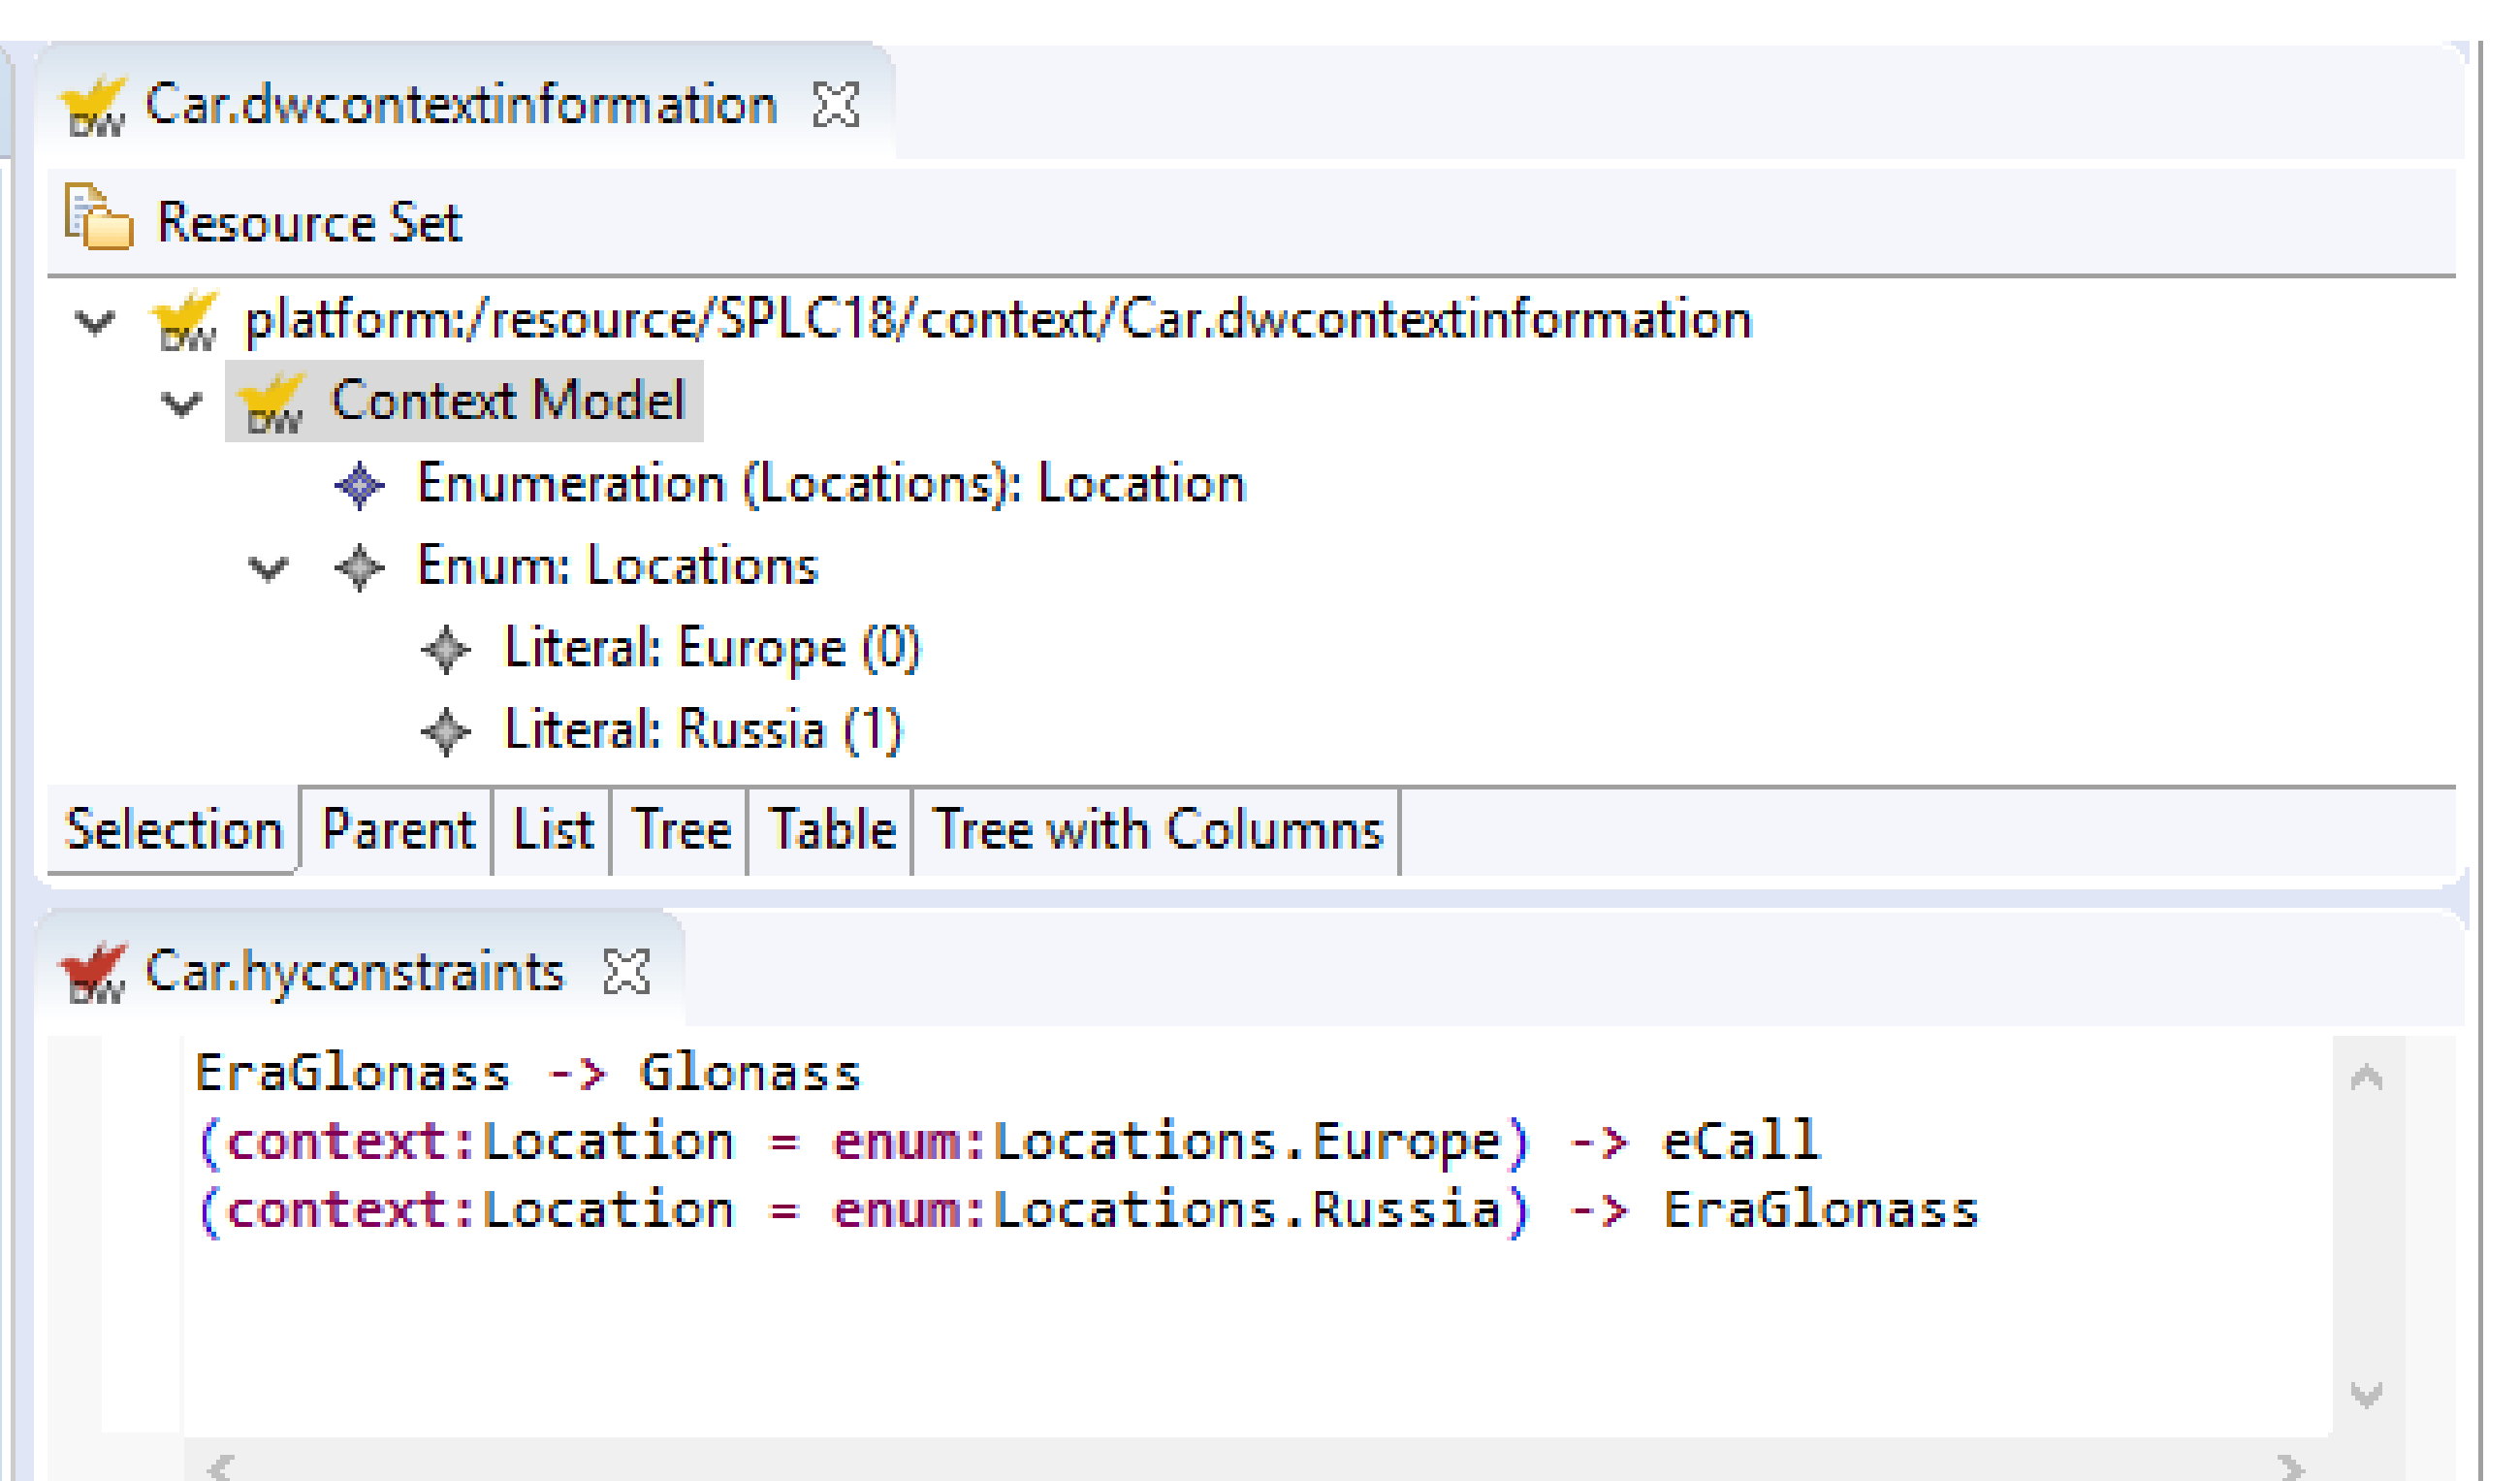 Car.dwcontextinformation
Resource Set
platform:/resource/SPLC18/context/Car.dwcontextinformation
Context Model
Enumeration (Locations): Location
Enum: Locations
Literal: Europe (0)
Literal: Russia (1)
Selection Parent List Tree Table Tree with Columns
Car.hyconstraints
EraGlonass -> Glonass
(context:Location = enum:Locations.Europe) -> eCall
(context:Location = enum:Locations.Russia) -> EraGlonass